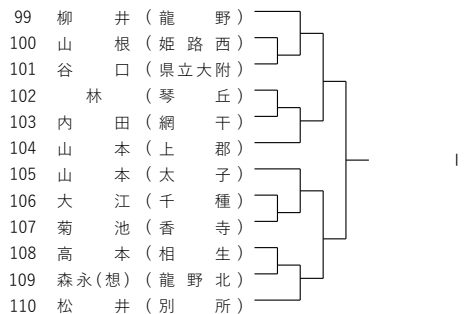 99 柳井(龍野)
100 山根(姫路西)
101 谷口(県立大附)
102 林(琴丘)
103 内田(網干)
104 山本(上郡)
105 山本(太子)
106 大江(千種)
107 菊池(香寺)
108 高本(相生)
109 森永(想)(龍野北)
110 松井(別所)